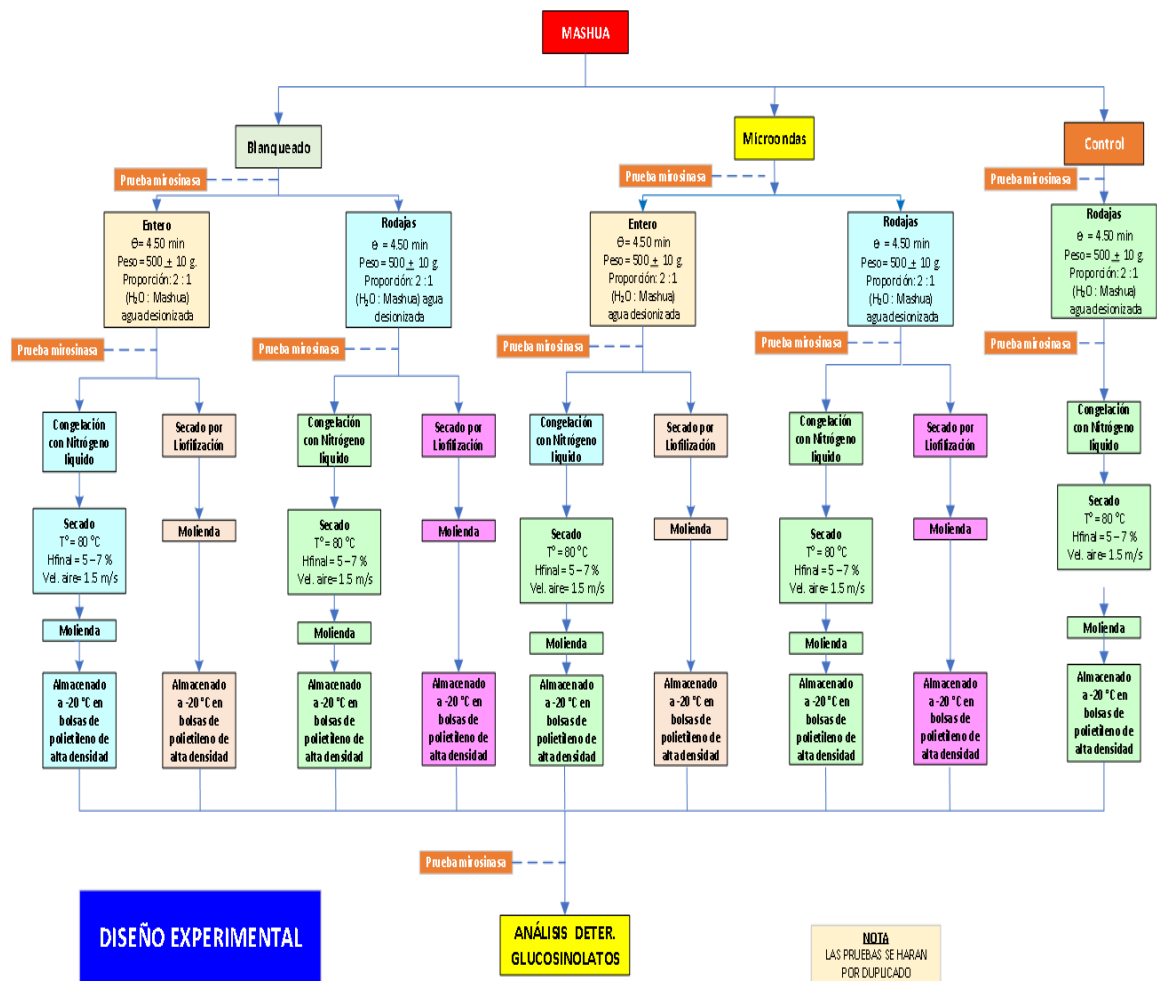 MASHUA
Blanqueado
Microondas
Control
Prueba mirosinasa
Prueba mirosinasa
Prueba mirosinasa
Entero
Ө= 4.50 min
Peso= 500 ± 10 g.
Proporción: 2 : 1
(H₂O : Mashua)
agua desionizada
Rodajas
ө = 4.50 min
Peso= 500 ± 10 g.
Proporción: 2 : 1
(H₂O : Mashua) agua
desionizada
Entero
Ө= 4.50 min
Peso= 500 ± 10 g.
Proporción: 2 : 1
(H₂O : Mashua)
agua desionizada
Rodajas
ө = 4.50 min
Peso= 500 ± 10 g.
Proporción: 2 : 1
(H₂O : Mashua)
agua desionizada
Rodajas
ө = 4.50 min
Peso= 500 ± 10 g.
Proporción: 2 : 1
(H₂O : Mashua)
agua desionizada
Prueba mirosinasa
Prueba mirosinasa
Prueba mirosinasa
Prueba mirosinasa
Prueba mirosinasa
Congelación
con Nitrógeno
liquido
Secado por
Liofilización
Congelación
con Nitrógeno
liquido
Secado por
Liofilización
Congelación
con Nitrógeno
liquido
Secado por
Liofilización
Congelación
con Nitrógeno
liquido
Secado por
Liofilización
Congelación
con Nitrógeno
liquido
Secado
T° = 80 °C
Hfinal = 5 – 7 %
Vel. aire= 1.5 m/s
Molienda
Secado
T° = 80 °C
Hfinal = 5 – 7 %
Vel. aire= 1.5 m/s
Molienda
Secado
T° = 80 °C
Hfinal = 5 – 7 %
Vel. aire= 1.5 m/s
Molienda
Secado
T° = 80 °C
Hfinal = 5 – 7 %
Vel. aire= 1.5 m/s
Molienda
Secado
T° = 80 °C
Hfinal = 5 – 7 %
Vel. aire= 1.5 m/s
Molienda
Molienda
Molienda
Molienda
Molienda
Almacenado
a -20 °C en
bolsas de
polietileno de
alta densidad
Almacenado
a -20 °C en
bolsas de
polietileno de
alta densidad
Almacenado
a -20 °C en
bolsas de
polietileno de
alta densidad
Almacenado
a -20 °C en
bolsas de
polietileno de
alta densidad
Almacenado
a -20 °C en
bolsas de
polietileno de
alta densidad
Almacenado
a -20 °C en
bolsas de
polietileno de
alta densidad
Almacenado
a -20 °C en
bolsas de
polietileno de
alta densidad
Almacenado
a -20 °C en
bolsas de
polietileno de
alta densidad
Almacenado
a -20 °C en
bolsas de
polietileno de
alta densidad
Prueba mirosinasa
DISEÑO EXPERIMENTAL
ANÁLISIS DETER.
GLUCOSINOLATOS
NOTA
LAS PRUEBAS SE HARAN
POR DUPLICADO